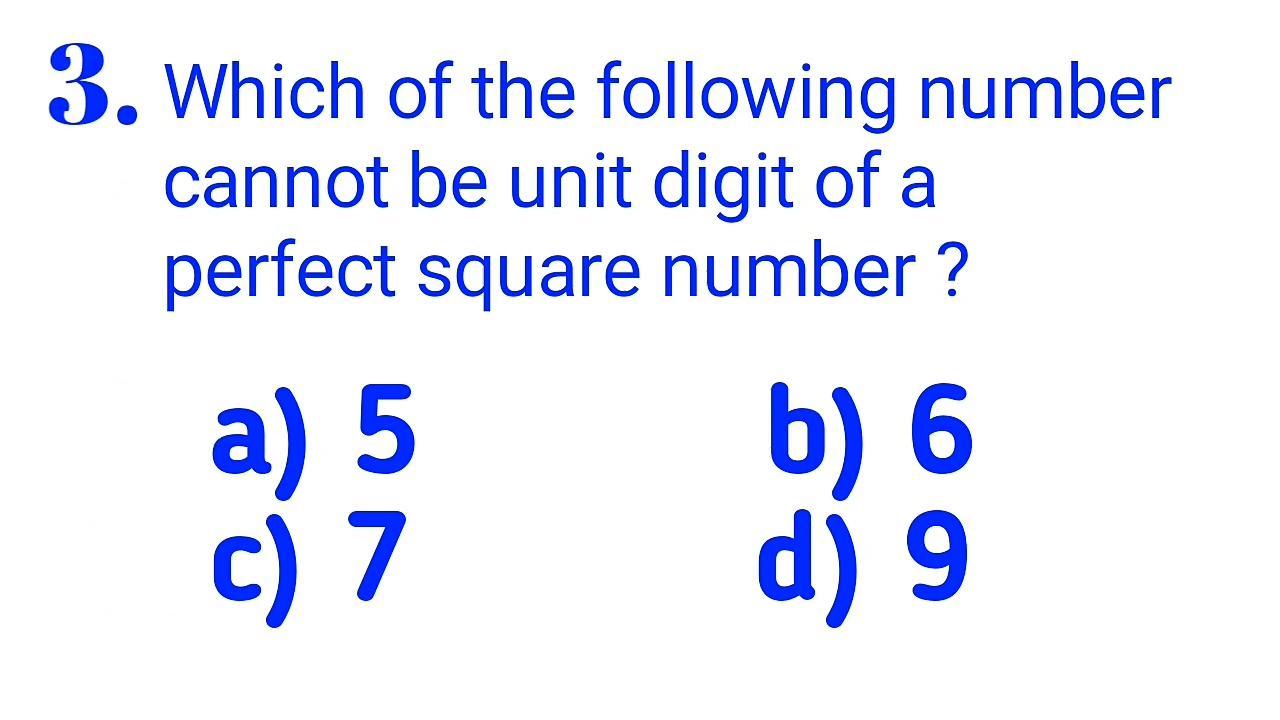 3. Which of the following number
cannot be unit digit of a
perfect square number ?
a) 5 b) 6
c) 7 d) 9